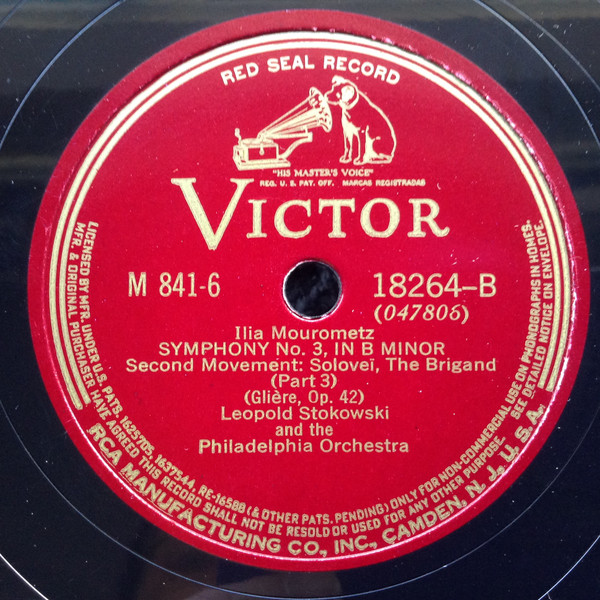 RED SEAL RECORD
"HIS MASTER'S VOICE"
REG. U. S. PAT. OFF. MARCAS REGISTRADAS
VICTOR
M 841-6
18264-B
(047806)
Ilia Mourometz
SYMPHONY No. 3, IN B MINOR
Second Movement: Soloveï, The Brigand
(Part 3)
(Glière, Op. 42)
Leopold Stokowski
and the
Philadelphia Orchestra
LICENSED BY MFR. UNDER U.S. PATS. 1625705, 1637544, RE-16588 (& OTHER PATS. PENDING) ONLY FOR NON-COMMERCIAL USE ON PHONOGRAPHS IN HOMES.
MFR. & ORIGINAL PURCHASER HAVE AGREED THIS RECORD SHALL NOT BE RESOLD OR USED FOR ANY OTHER PURPOSE SEE DETAILED NOTICE ON ENVELOPE.
RCA MANUFACTURING CO., INC., CAMDEN, N. J., U. S. A.